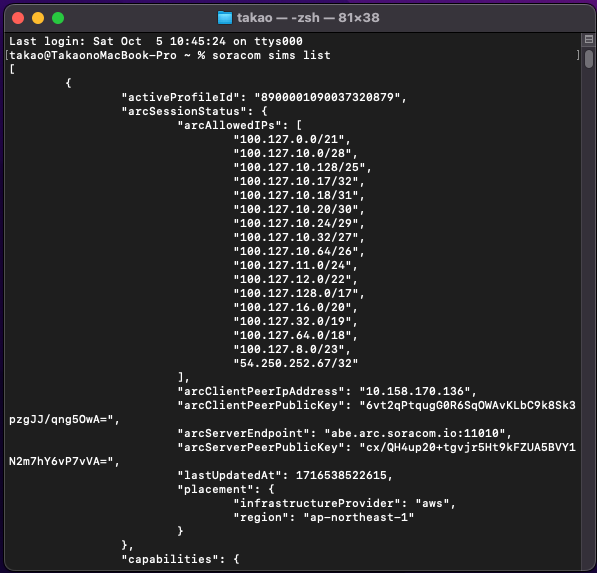 takao — -zsh — 81×38
Last login: Sat Oct  5 10:45:24 on ttys000
[takao@TakaonoMacBook-Pro ~ % soracom sims list ]
[
        {
                "activeProfileId": "8900001090037320879",
                "arcSessionStatus": {
                        "arcAllowedIPs": [
                                "100.127.0.0/21",
                                "100.127.10.0/28",
                                "100.127.10.128/25",
                                "100.127.10.17/32",
                                "100.127.10.18/31",
                                "100.127.10.20/30",
                                "100.127.10.24/29",
                                "100.127.10.32/27",
                                "100.127.10.64/26",
                                "100.127.11.0/24",
                                "100.127.12.0/22",
                                "100.127.128.0/17",
                                "100.127.16.0/20",
                                "100.127.32.0/19",
                                "100.127.64.0/18",
                                "100.127.8.0/23",
                                "54.250.252.67/32"
                        ],
                        "arcClientPeerIpAddress": "10.158.170.136",
                        "arcClientPeerPublicKey": "6vt2qPtqugG0R6SqOWAvKLbC9k8Sk3
pzgJJ/qng5OwA=",
                        "arcServerEndpoint": "abe.arc.soracom.io:11010",
                        "arcServerPeerPublicKey": "cx/QH4up20+tgvjr5Ht9kFZUA5BVY1
N2m7hY6vP7vVA=",
                        "lastUpdatedAt": 1716538522615,
                        "placement": {
                                "infrastructureProvider": "aws",
                                "region": "ap-northeast-1"
                        }
                },
                "capabilities": {